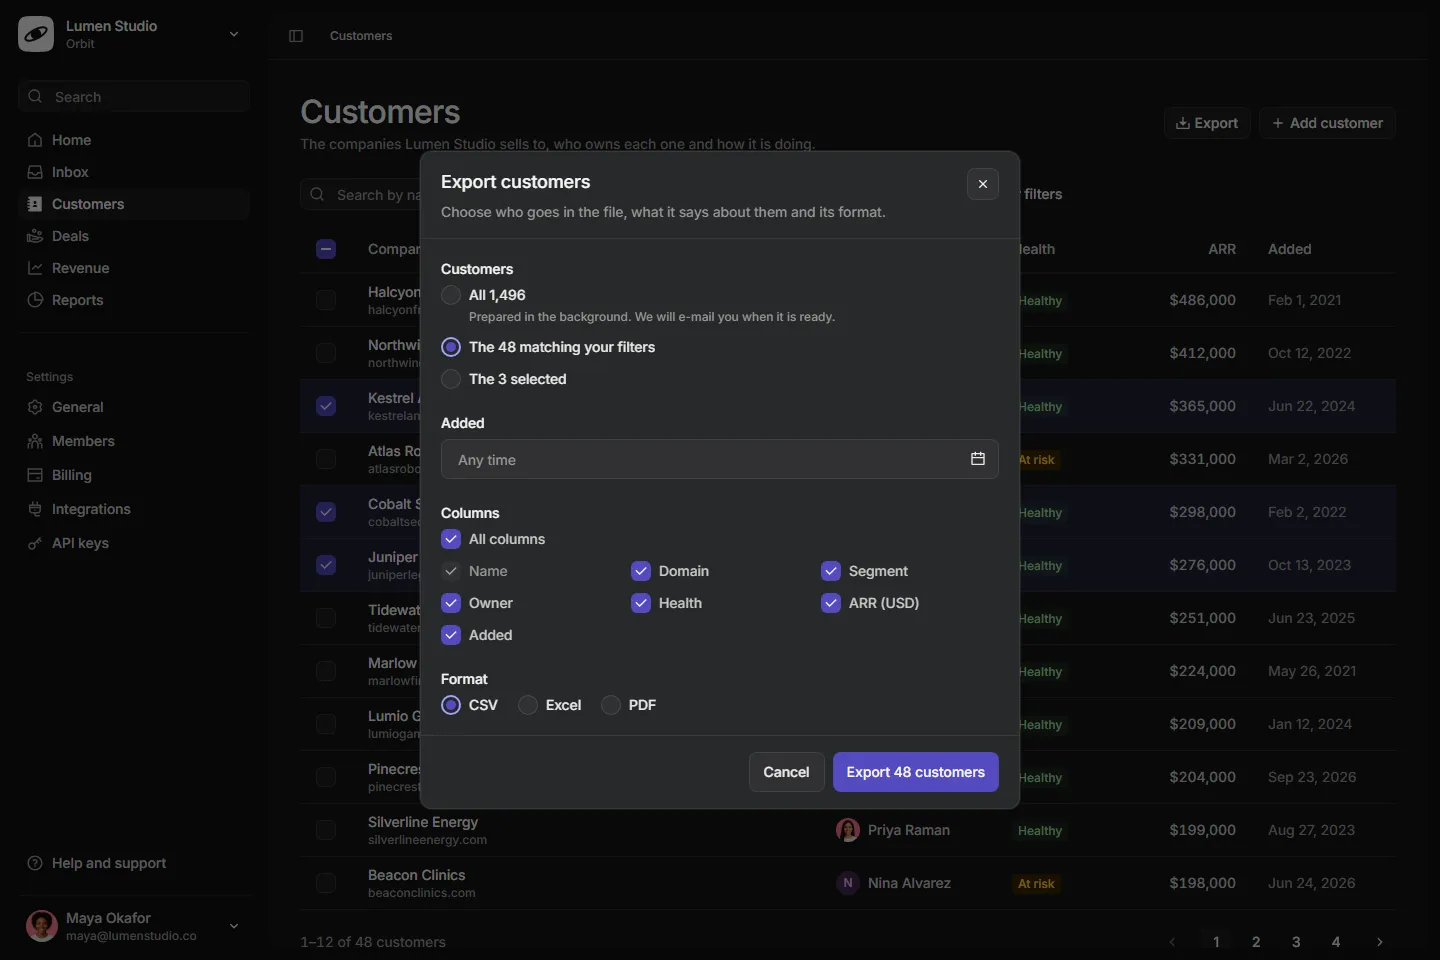 Lumen Studio
Orbit
Search
Home
Inbox
Customers
Deals
Revenue
Reports
Settings
General
Members
Billing
Integrations
API keys
Help and support
Maya Okafor
maya@lumenstudio.co
Customers
Customers
The companies Lumen Studio sells to, who owns each one and how it is doing.
Export
Add customer
Search by
filters
ARR
Added
Healthy $486,000 Feb 1, 2021
Healthy $412,000 Oct 12, 2022
Kestrel
Healthy $365,000 Jun 22, 2024
Atlas
At risk $331,000 Mar 2, 2026
Cobalt
Healthy $298,000 Feb 2, 2022
Juniper
Healthy $276,000 Oct 13, 2023
Healthy $251,000 Jun 23, 2025
Marlow
Healthy $224,000 May 26, 2021
Lumio
Healthy $209,000 Jan 12, 2024
Healthy $204,000 Sep 23, 2026
Silverline Energy
silverlineenergy.com
Priya Raman Healthy $199,000 Aug 27, 2023
Beacon Clinics
beaconclinics.com
N Nina Alvarez At risk $198,000 Jun 24, 2026
1–12 of 48 customers
1 2 3 4
Export customers
Choose who goes in the file, what it says about them and its format.
Customers
All 1,496
Prepared in the background. We will e-mail you when it is ready.
The 48 matching your filters
The 3 selected
Added
Any time
Columns
All columns
Name Domain Segment
Owner Health ARR (USD)
Added
Format
CSV Excel PDF
Cancel
Export 48 customers